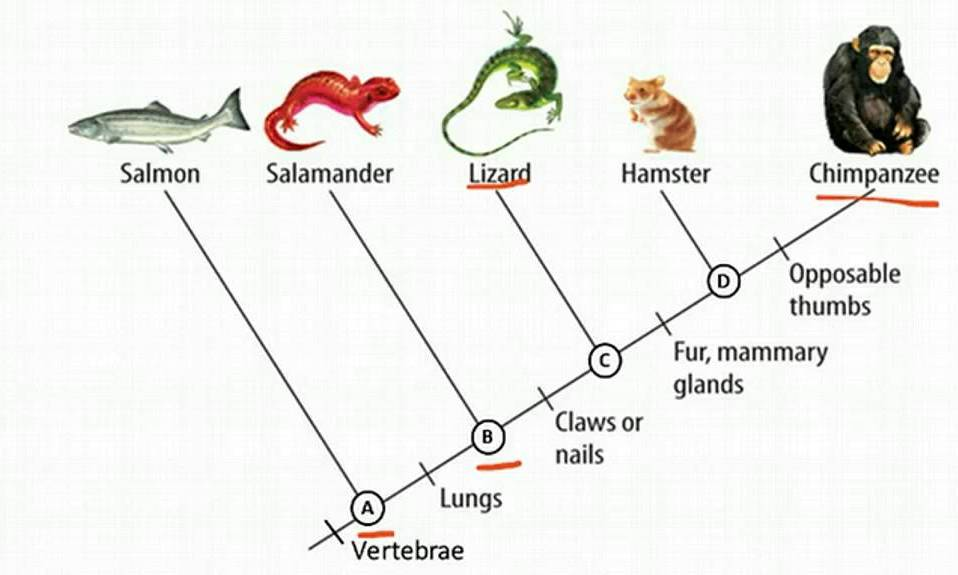 Salmon
Salamander
Lizard
Hamster
Chimpanzee
D
Opposable
thumbs
C
Fur, mammary
glands
B
Claws or
nails
A
Lungs
Vertebrae